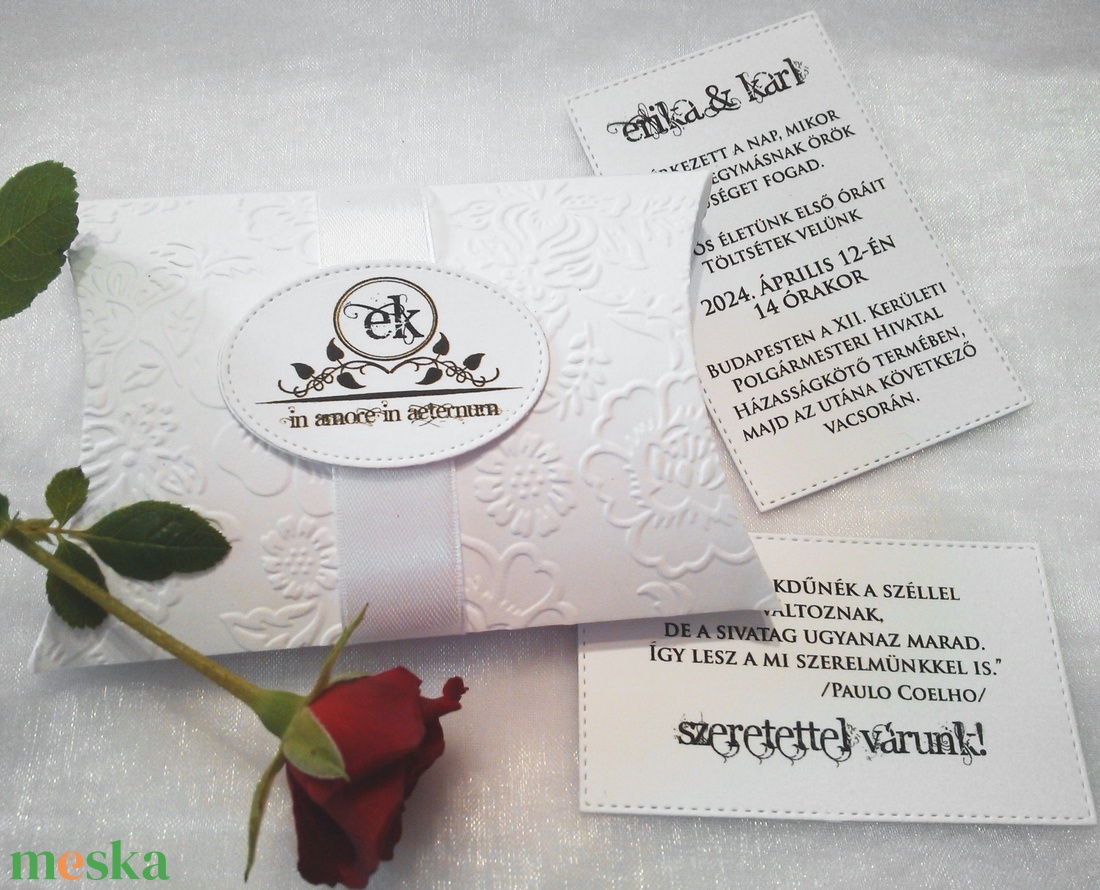 erika & karl
A NAP, MIKOR
EGYMÁSNAK ÖRÖK
FOGAD.
ÉLETÜNK ELSŐ ÓRÁIT
TÖLTSÉTEK VELÜNK
2024. ÁPRILIS 12-ÉN
14 ÓRAKOR
BUDAPESTEN A XII. KERÜLETI
POLGÁRMESTERI HIVATAL
HÁZASSÁGKÖTŐ TERMÉBEN,
MAJD AZ UTÁNA KÖVETKEZŐ
VACSORÁN.
ek
in amore in aeternum
A SZÉLLEL
VÁLTOZNAK,
DE A SIVATAG UGYANAZ MARAD.
ÍGY LESZ A MI SZERELMÜNKKEL IS.”
/PAULO COELHO/
szeretettel várunk!
meska